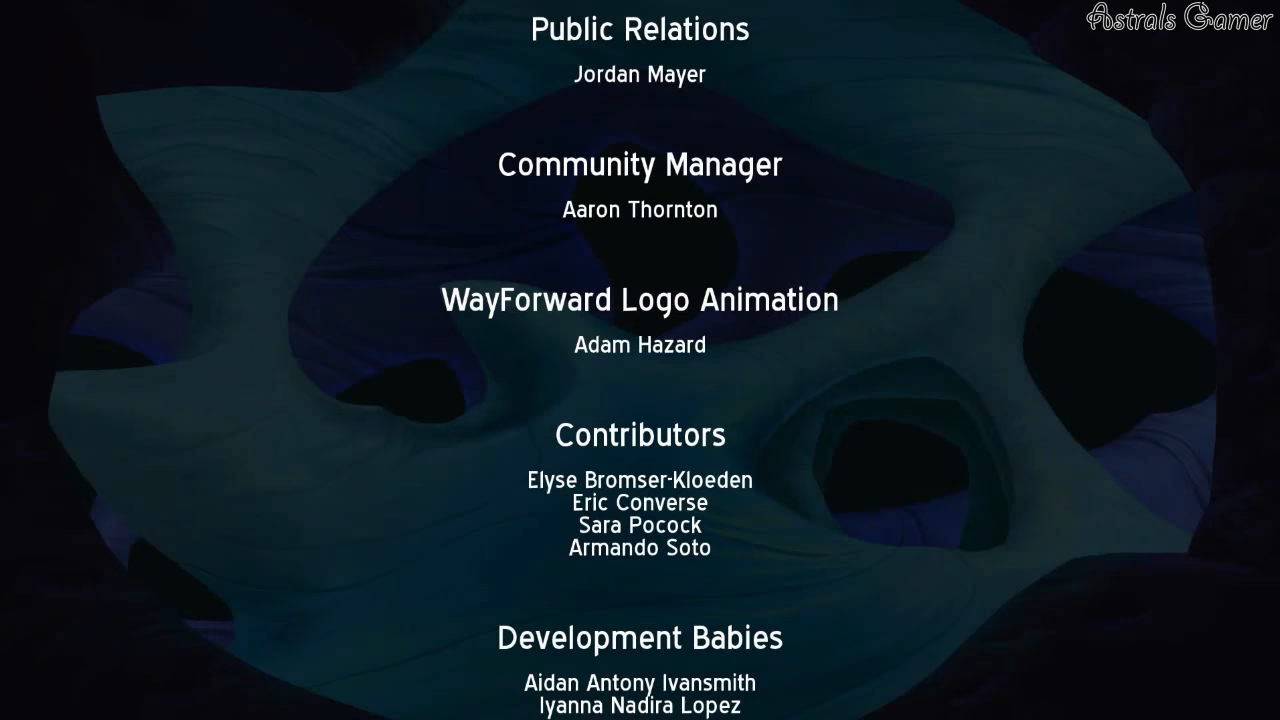 Astrals Gamer
Public Relations
Jordan Mayer
Community Manager
Aaron Thornton
WayForward Logo Animation
Adam Hazard
Contributors
Elyse Bromser-Kloeden
Eric Converse
Sara Pocock
Armando Soto
Development Babies
Aidan Antony Ivansmith
Iyanna Nadira Lopez